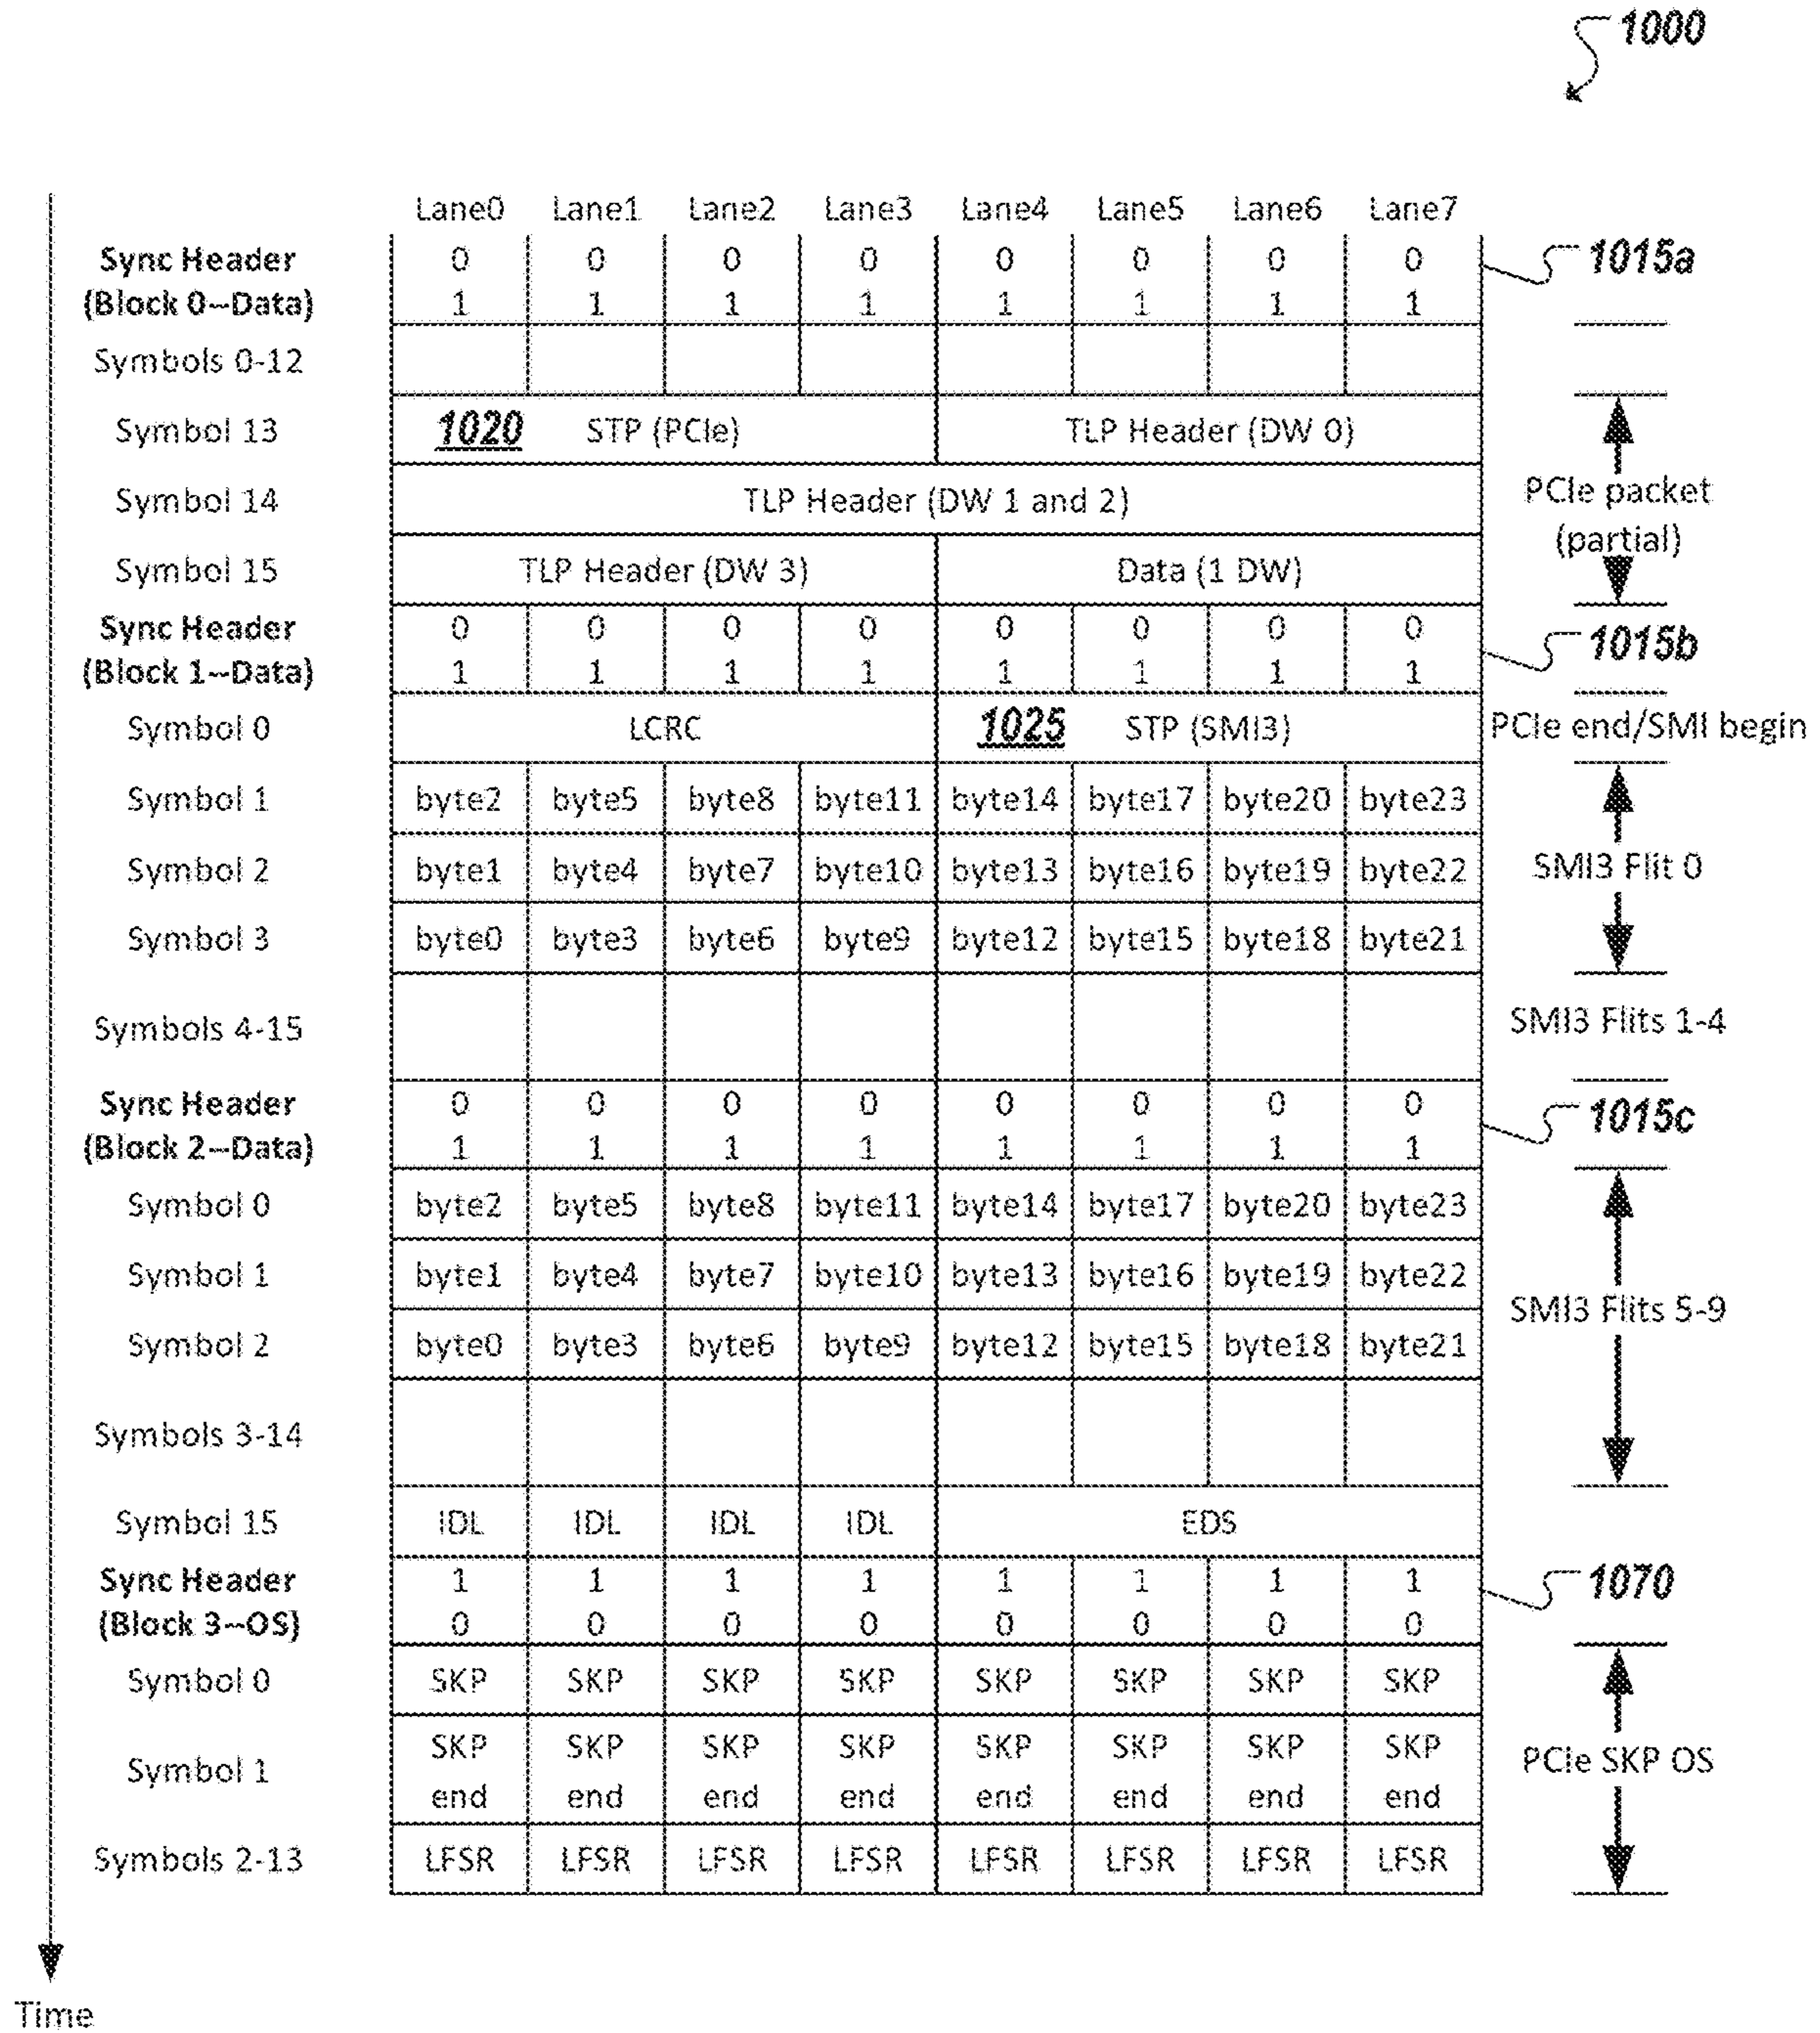 1000
Lane0 Lane1 Lane2 Lane3 Lane4 Lane5 Lane6 Lane7
Sync Header 0 0 0 0 0 0 0 0 1015a
(Block 0--Data) 1 1 1 1 1 1 1 1
Symbols 0-12
Symbol 13 1020 STP (PCIe) TLP Header (DW 0)
Symbol 14 TLP Header (DW 1 and 2) PCIe packet
(partial)
Symbol 15 TLP Header (DW 3) Data (1 DW)
Sync Header 0 0 0 0 0 0 0 0 1015b
(Block 1--Data) 1 1 1 1 1 1 1 1
Symbol 0 LCRC 1025 STP (SMI3) PCIe end/SMI begin
Symbol 1 byte2 byte5 byte8 byte11 byte14 byte17 byte20 byte23
Symbol 2 byte1 byte4 byte7 byte10 byte13 byte16 byte19 byte22 SMI3 Flit 0
Symbol 3 byte0 byte3 byte6 byte9 byte12 byte15 byte18 byte21
Symbols 4-15 SMI3 Flits 1-4
Sync Header 0 0 0 0 0 0 0 0 1015c
(Block 2--Data) 1 1 1 1 1 1 1 1
Symbol 0 byte2 byte5 byte8 byte11 byte14 byte17 byte20 byte23
Symbol 1 byte1 byte4 byte7 byte10 byte13 byte16 byte19 byte22 SMI3 Flits 5-9
Symbol 2 byte0 byte3 byte6 byte9 byte12 byte15 byte18 byte21
Symbols 3-14
Symbol 15 IDL IDL IDL IDL EDS
Sync Header 1 1 1 1 1 1 1 1 1070
(Block 3--OS) 0 0 0 0 0 0 0 0
Symbol 0 SKP SKP SKP SKP SKP SKP SKP SKP
Symbol 1 SKP SKP SKP SKP SKP SKP SKP SKP PCIe SKP OS
end end end end end end end end
Symbols 2-13 LFSR LFSR LFSR LFSR LFSR LFSR LFSR LFSR
Time